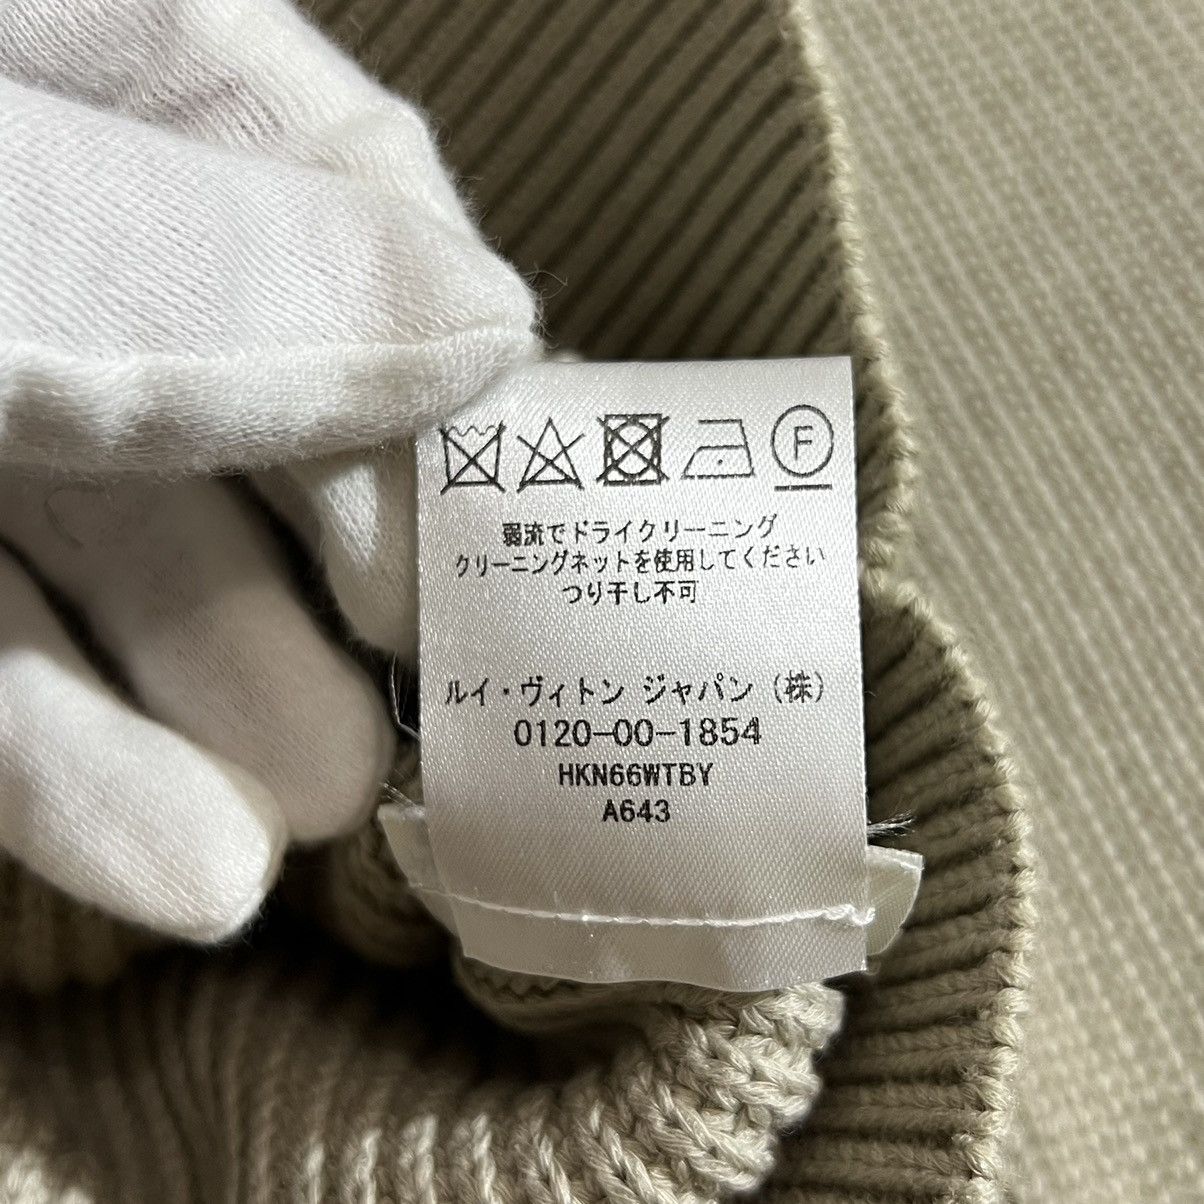 F
弱流でドライクリーニング
クリーニングネットを使用してください
つり干し不可
ルイ・ヴィトン ジャパン (株)
0120-00-1854
HKN66WTBY
A643